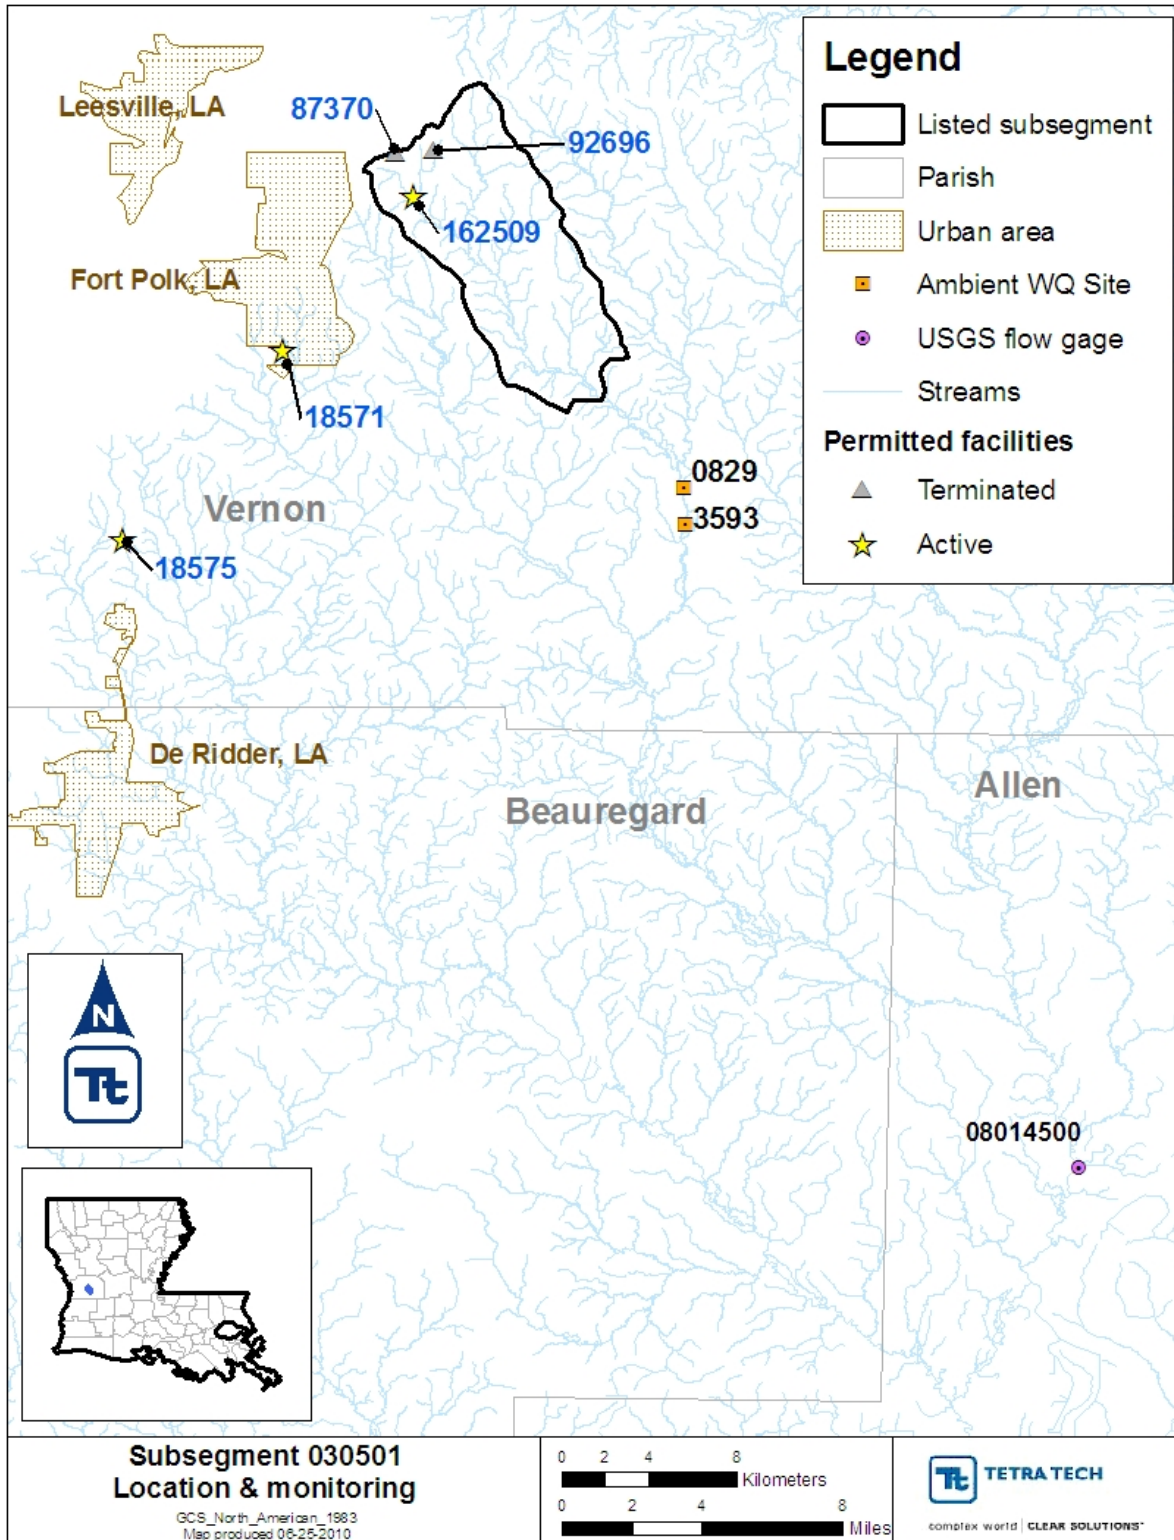 Legend
Listed subsegment
Parish
Urban area
Ambient WQ Site
USGS flow gage
Streams
Permitted facilities
Terminated
Active
Leesville, LA
87370
92696
162509
Fort Polk, LA
18571
0829
3593
Vernon
18575
De Ridder, LA
Beauregard
Allen
N
Tt
08014500
Subsegment 030501
Location & monitoring
GCS_North_American_1983
Map produced 06-25-2010
0 2 4 8
Kilometers
0 2 4 8
Miles
Tt TETRA TECH
complex world | CLEAR SOLUTIONS™